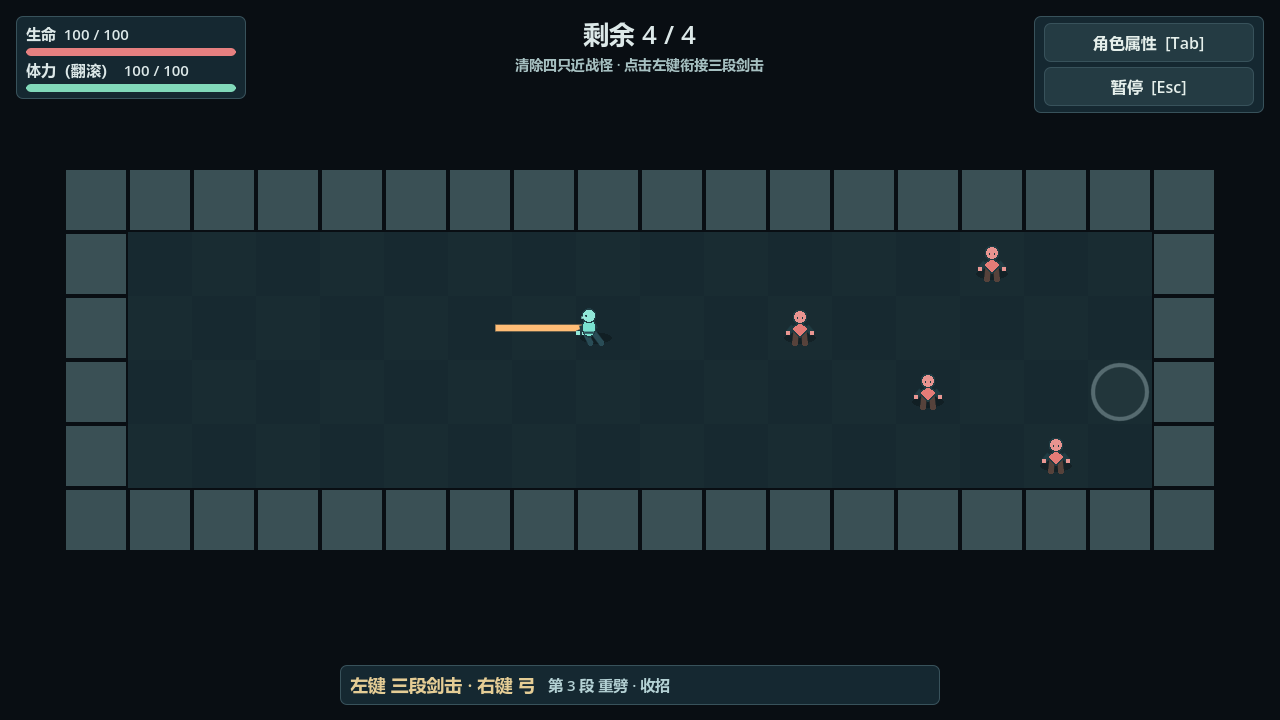 生命 100 / 100
体力（翻滚） 100 / 100
剩余 4 / 4
清除四只近战怪 · 点击左键衔接三段剑击
角色属性 [Tab]
暂停 [Esc]
左键 三段剑击 · 右键 弓 第 3 段 重劈 · 收招